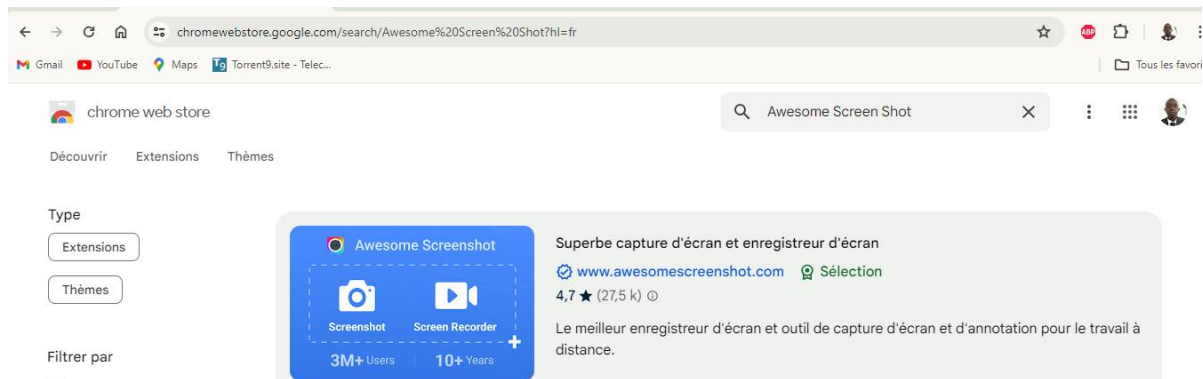 chromewebstore.google.com/search/Awesome%20Screen%20Shot?hl=fr
ABP
Gmail YouTube Maps Torrent9.site - Telec... Tous les favori
chrome web store Awesome Screen Shot
Découvrir Extensions Thèmes
Type
Extensions
Thèmes
Filtrer par
Awesome Screenshot
Screenshot Screen Recorder
3M+ Users 10+ Years
Superbe capture d'écran et enregistreur d'écran
www.awesomescreenshot.com Sélection
4,7 ★ (27,5 k)
Le meilleur enregistreur d'écran et outil de capture d'écran et d'annotation pour le travail à
distance.